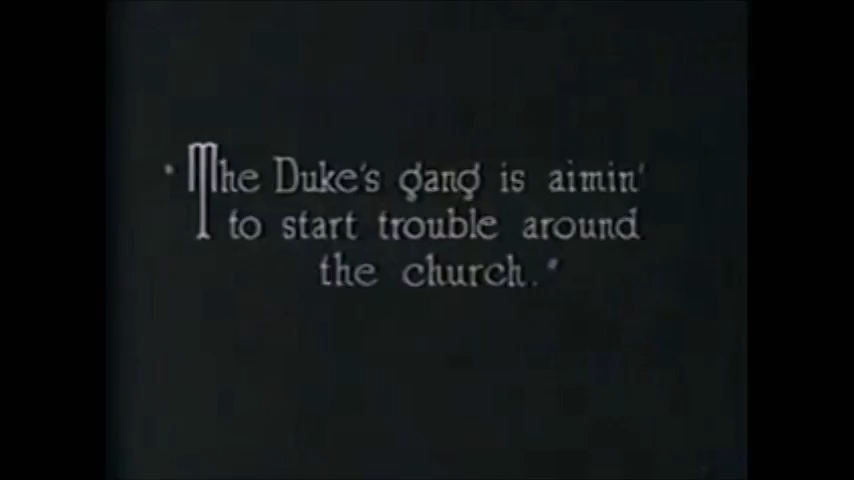 "The Duke's gang is aimin'
to start trouble around
the church."